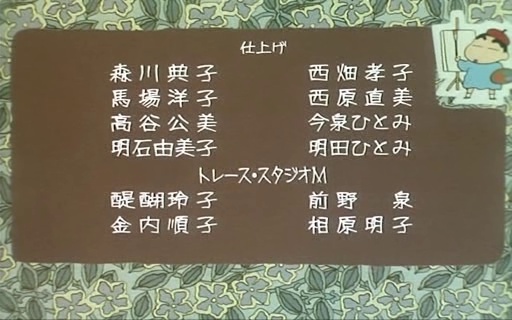 仕上げ
森川典子 西畑孝子
馬場洋子 西原直美
高谷公美 今泉ひとみ
明石由美子 明田ひとみ
トレース・スタジオM
醍醐玲子 前野泉
金内順子 相原明子